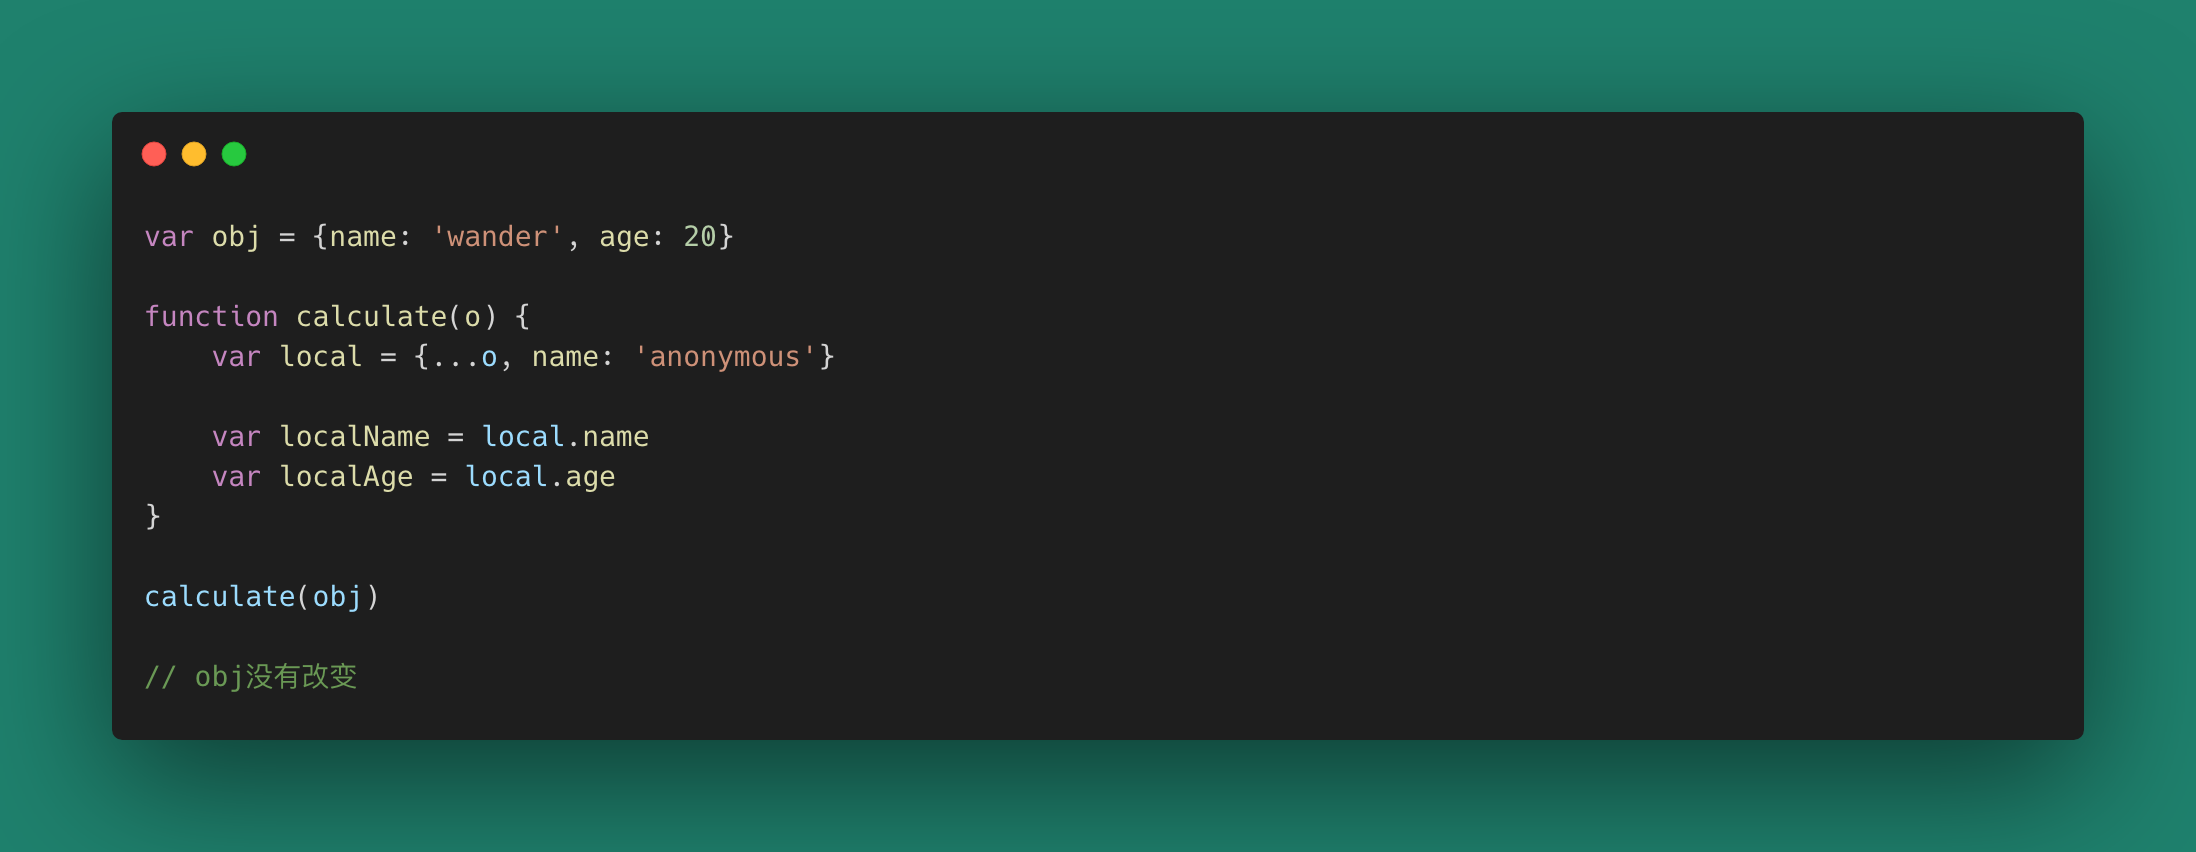 var obj = {name: 'wander', age: 20}
function calculate(o) {
    var local = {...o, name: 'anonymous'}
    var localName = local.name
    var localAge = local.age
}
calculate(obj)
// obj没有改变